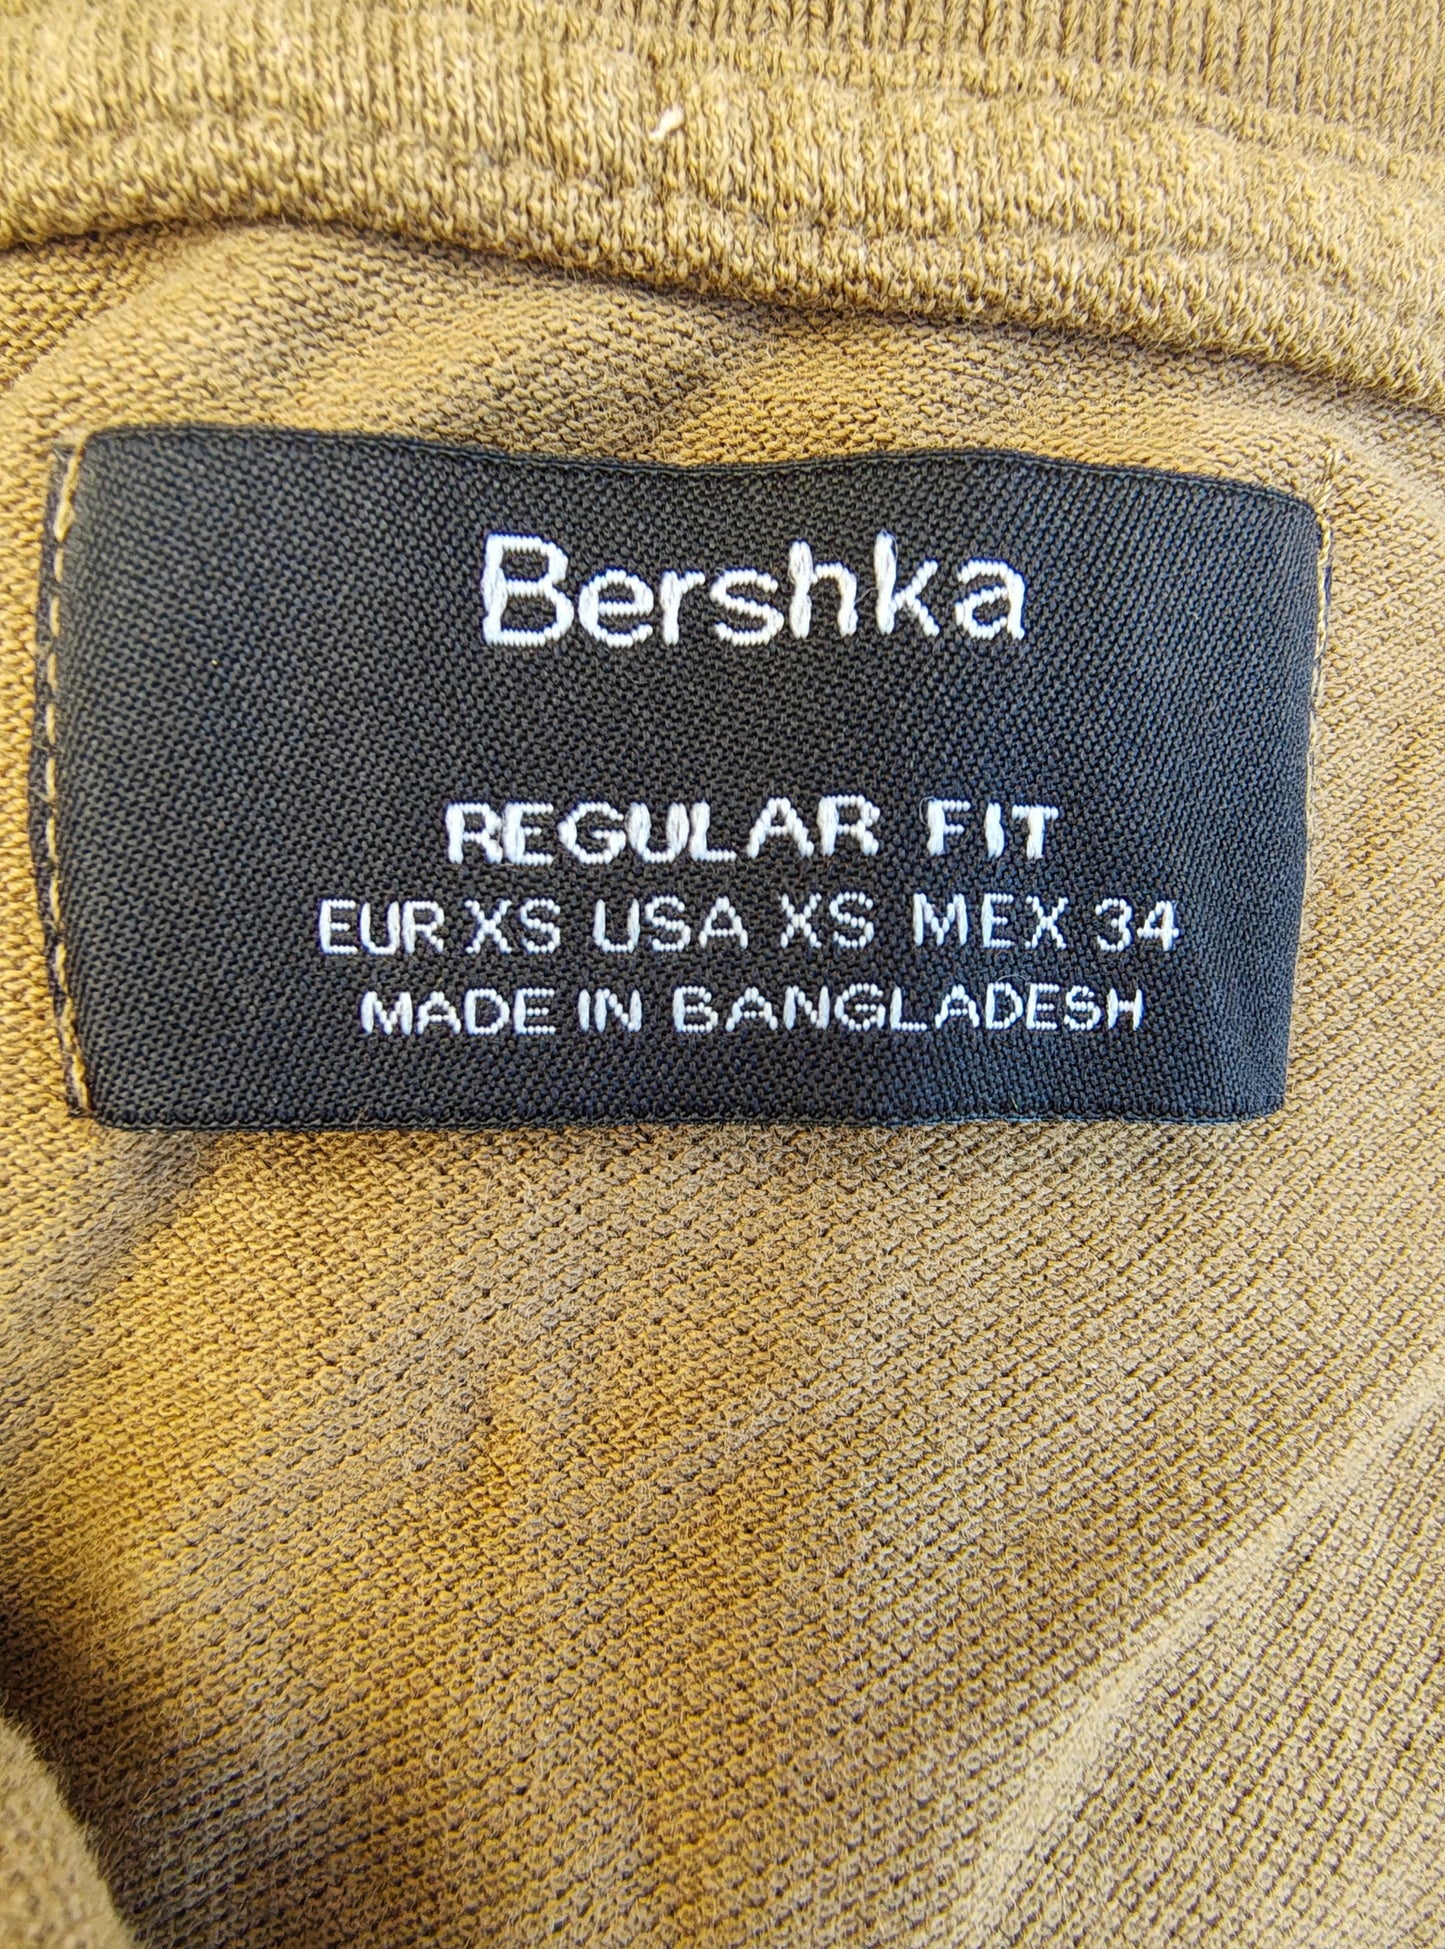 Bershka
REGULAR FIT
EUR XS USA XS MEX 34
MADE IN BANGLADESH